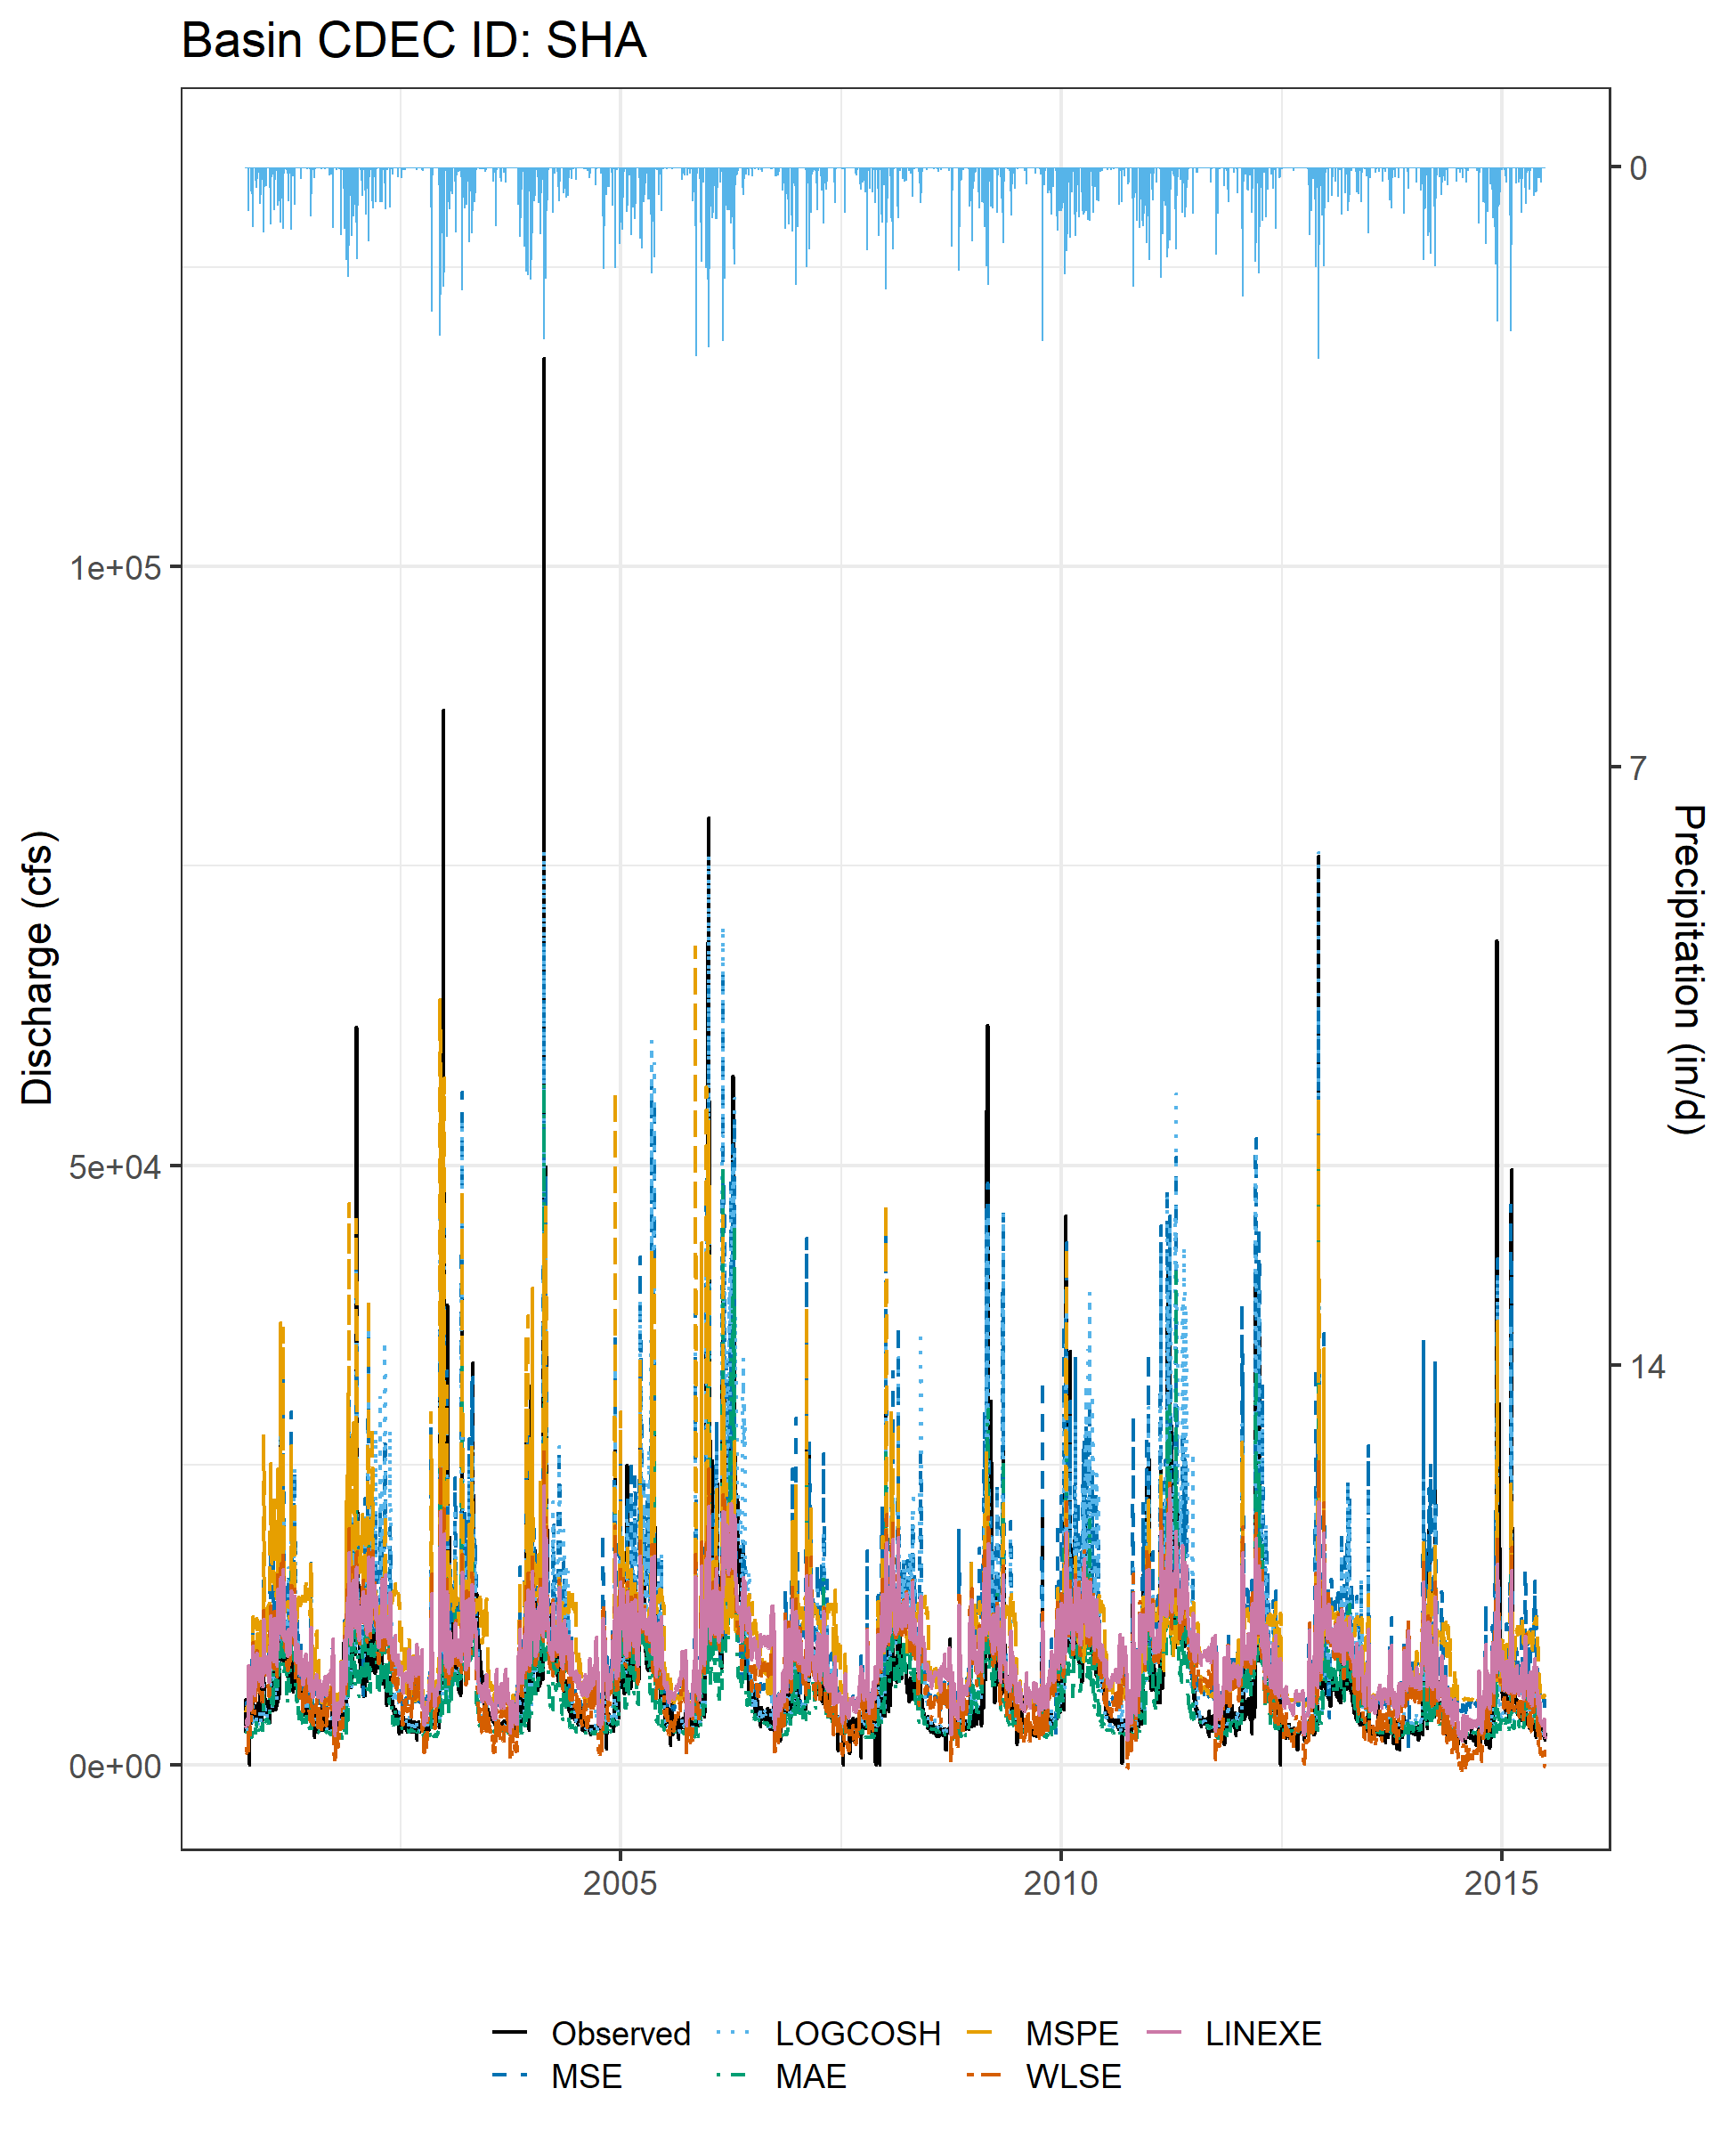 Basin CDEC ID: SHA
0
7
14
Precipitation (in/d)
1e+05
5e+04
0e+00
Discharge (cfs)
2005 2010 2015
Observed LOGCOSH MSPE LINEXE
MSE MAE WLSE